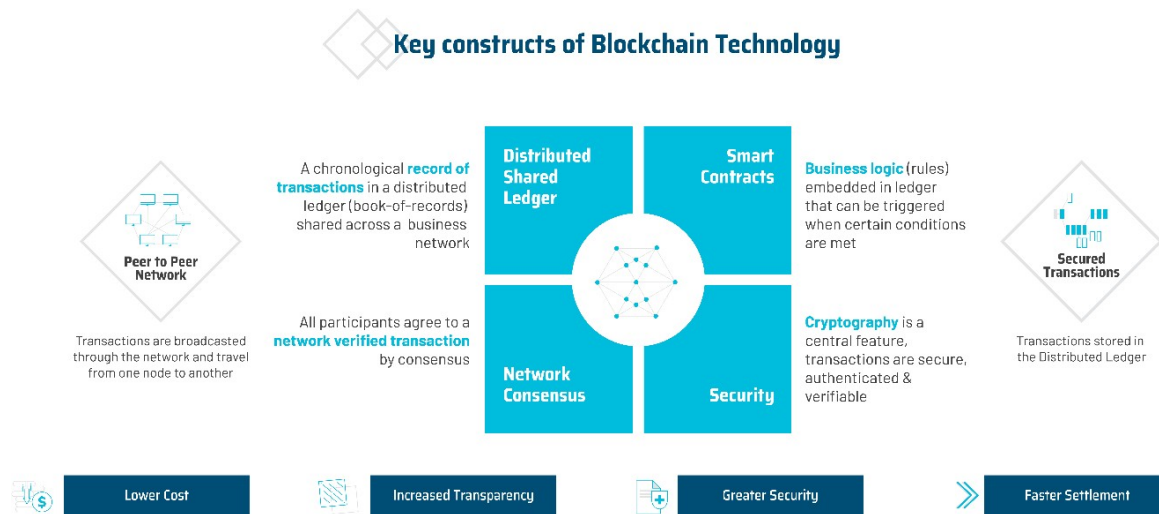 Key constructs of Blockchain Technology
Peer to Peer
Network
Transactions are broadcasted
through the network and travel
from one node to another
A chronological record of
transactions in a distributed
ledger (book-of-records)
shared across a business
network
Distributed
Shared
Ledger
Smart
Contracts
Business logic (rules)
embedded in ledger
that can be triggered
when certain conditions
are met
All participants agree to a
network verified transaction
by consensus
Network
Consensus
Security
Cryptography is a
central feature,
transactions are secure,
authenticated &
verifiable
Secured
Transactions
Transactions stored in
the Distributed Ledger
$
Lower Cost
Increased Transparency
Greater Security
Faster Settlement